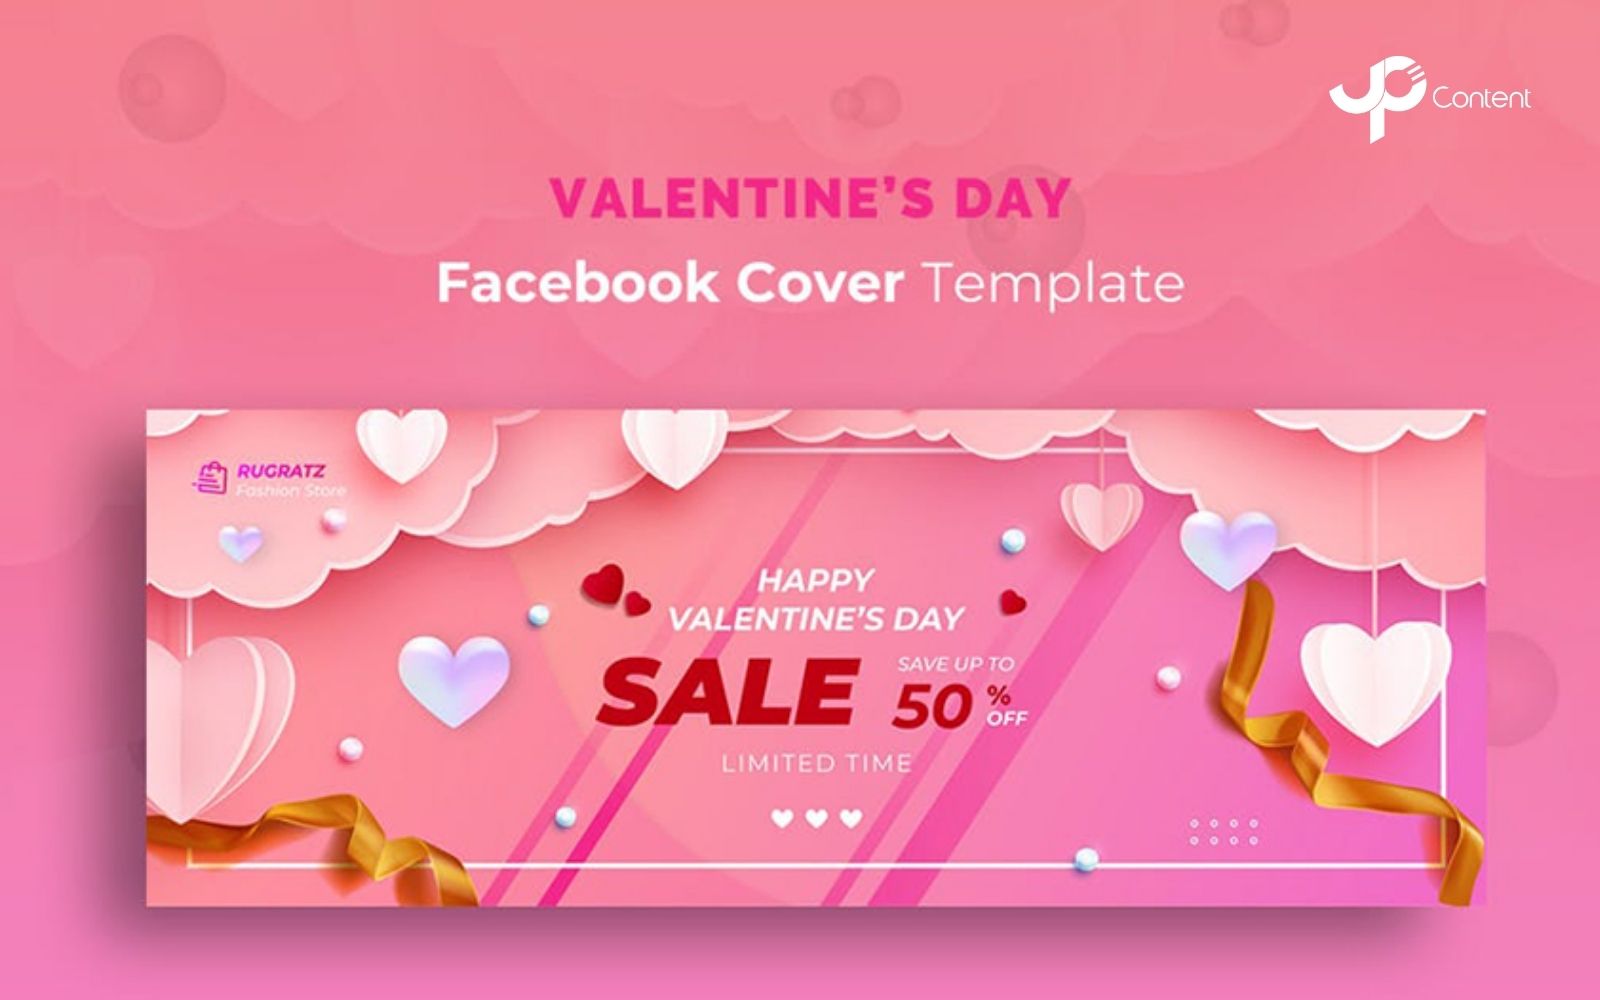 JP Content
VALENTINE'S DAY
Facebook Cover Template
RUGRATZ
Fashion Store
HAPPY
VALENTINE'S DAY
SALE
SAVE UP TO
50 %
OFF
LIMITED TIME